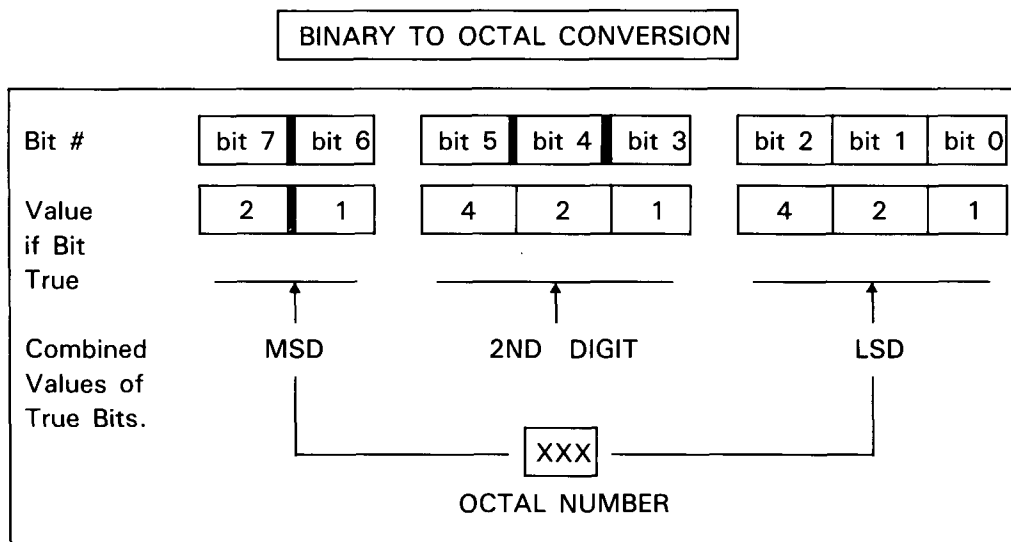 BINARY TO OCTAL CONVERSION
Bit # bit 7 bit 6 bit 5 bit 4 bit 3 bit 2 bit 1 bit 0
Value 2 1 4 2 1 4 2 1
if Bit
True
Combined MSD 2ND DIGIT LSD
Values of
True Bits.
XXX
OCTAL NUMBER